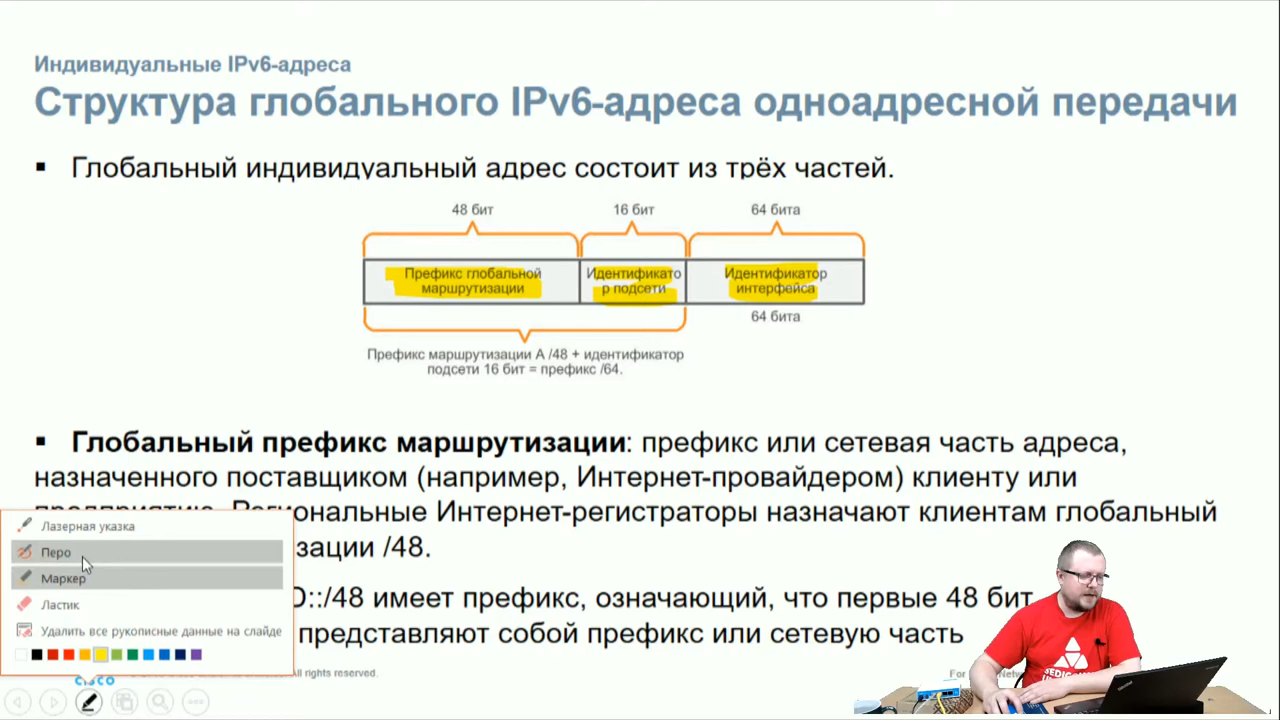 Индивидуальные IPv6-адреса
Структура глобального IPv6-адреса одноадресной передачи
▪ Глобальный индивидуальный адрес состоит из трёх частей.
48 бит 16 бит 64 бита
Префикс глобальной Идентификато Идентификатор
маршрутизации р подсети интерфейса
64 бита
Префикс маршрутизации А /48 + идентификатор
подсети 16 бит = префикс /64.
▪ Глобальный префикс маршрутизации: префикс или сетевая часть адреса,
назначенного поставщиком (например, Интернет-провайдером) клиенту или
предприятию. Региональные Интернет-регистраторы назначают клиентам глобальный
зации /48.
D::/48 имеет префикс, означающий, что первые 48 бит
представляют собой префикс или сетевую часть
Лазерная указка
Перо
Маркер
Ластик
Удалить все рукописные данные на слайде
CISCO
All rights reserved.